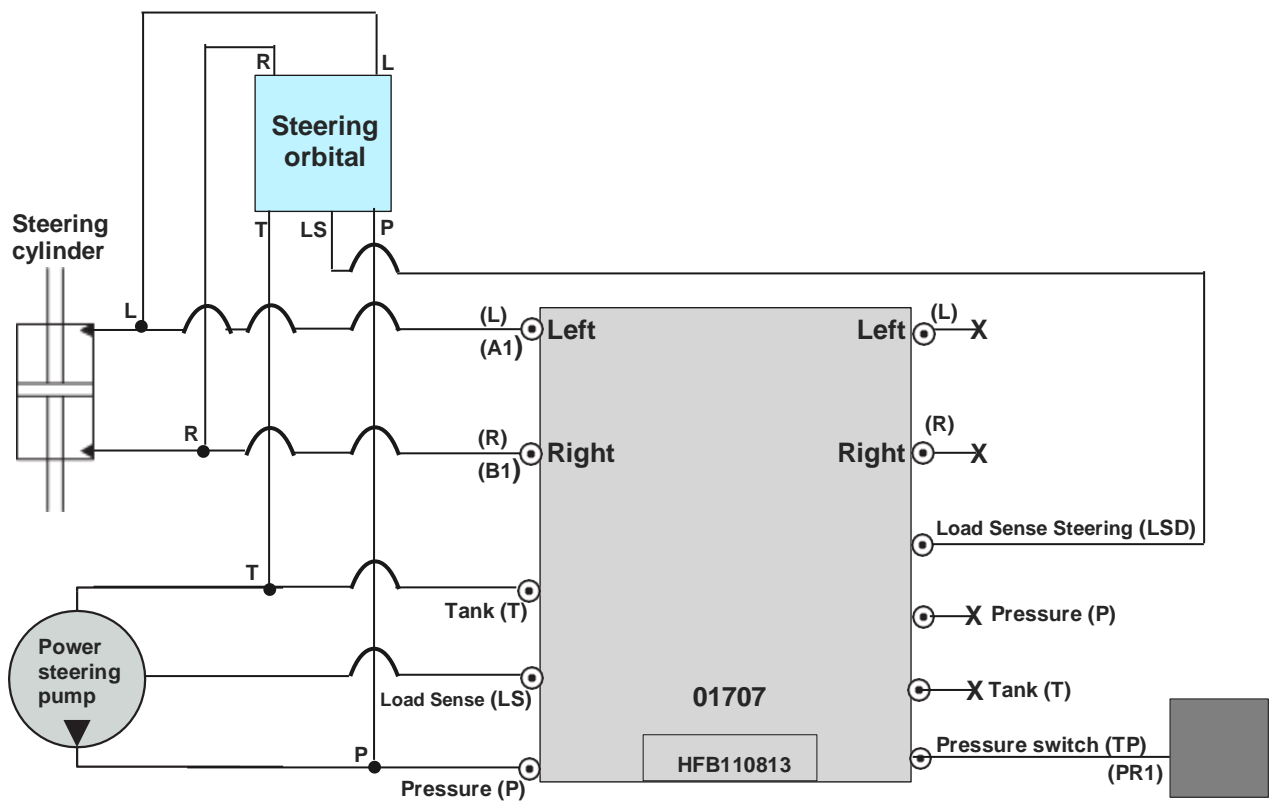 R
L
Steering
orbital
T
LS
P
Steering
cylinder
L
(L)
(A1)
Left
Left
(L)
X
R
(R)
(B1)
Right
Right
(R)
X
Load Sense Steering (LSD)
T
Tank (T)
X
Pressure (P)
Power
steering
pump
Load Sense (LS)
01707
X
Tank (T)
P
Pressure (P)
HFB110813
Pressure switch (TP)
(PR1)